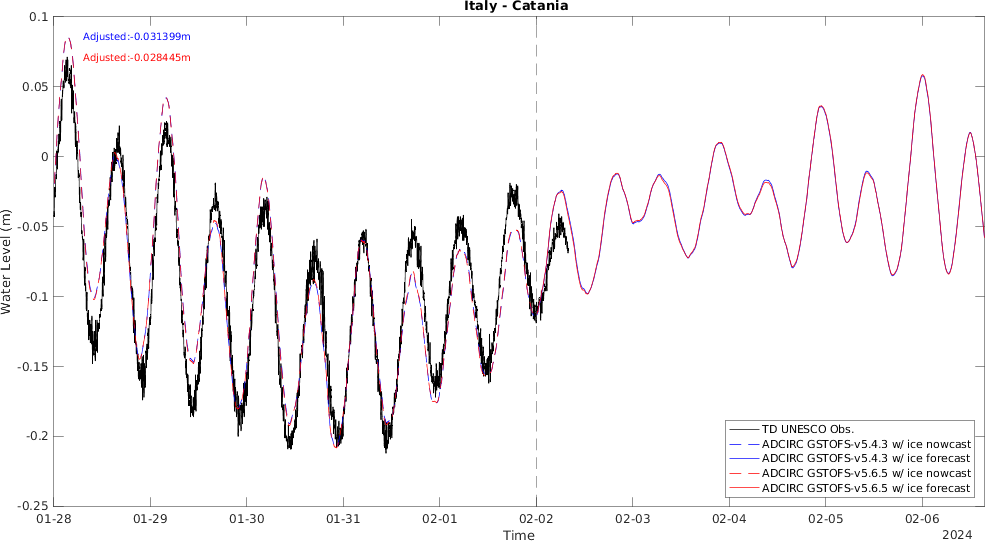 Italy - Catania
Adjusted:-0.031399m
Adjusted:-0.028445m
0.1
0.05
0
-0.05
-0.1
-0.15
-0.2
-0.25
Water Level (m)
TD UNESCO Obs.
ADCIRC GSTOFS-v5.4.3 w/ ice nowcast
ADCIRC GSTOFS-v5.4.3 w/ ice forecast
ADCIRC GSTOFS-v5.6.5 w/ ice nowcast
ADCIRC GSTOFS-v5.6.5 w/ ice forecast
01-28 01-29 01-30 01-31 02-01 02-02 02-03 02-04 02-05 02-06
Time
2024